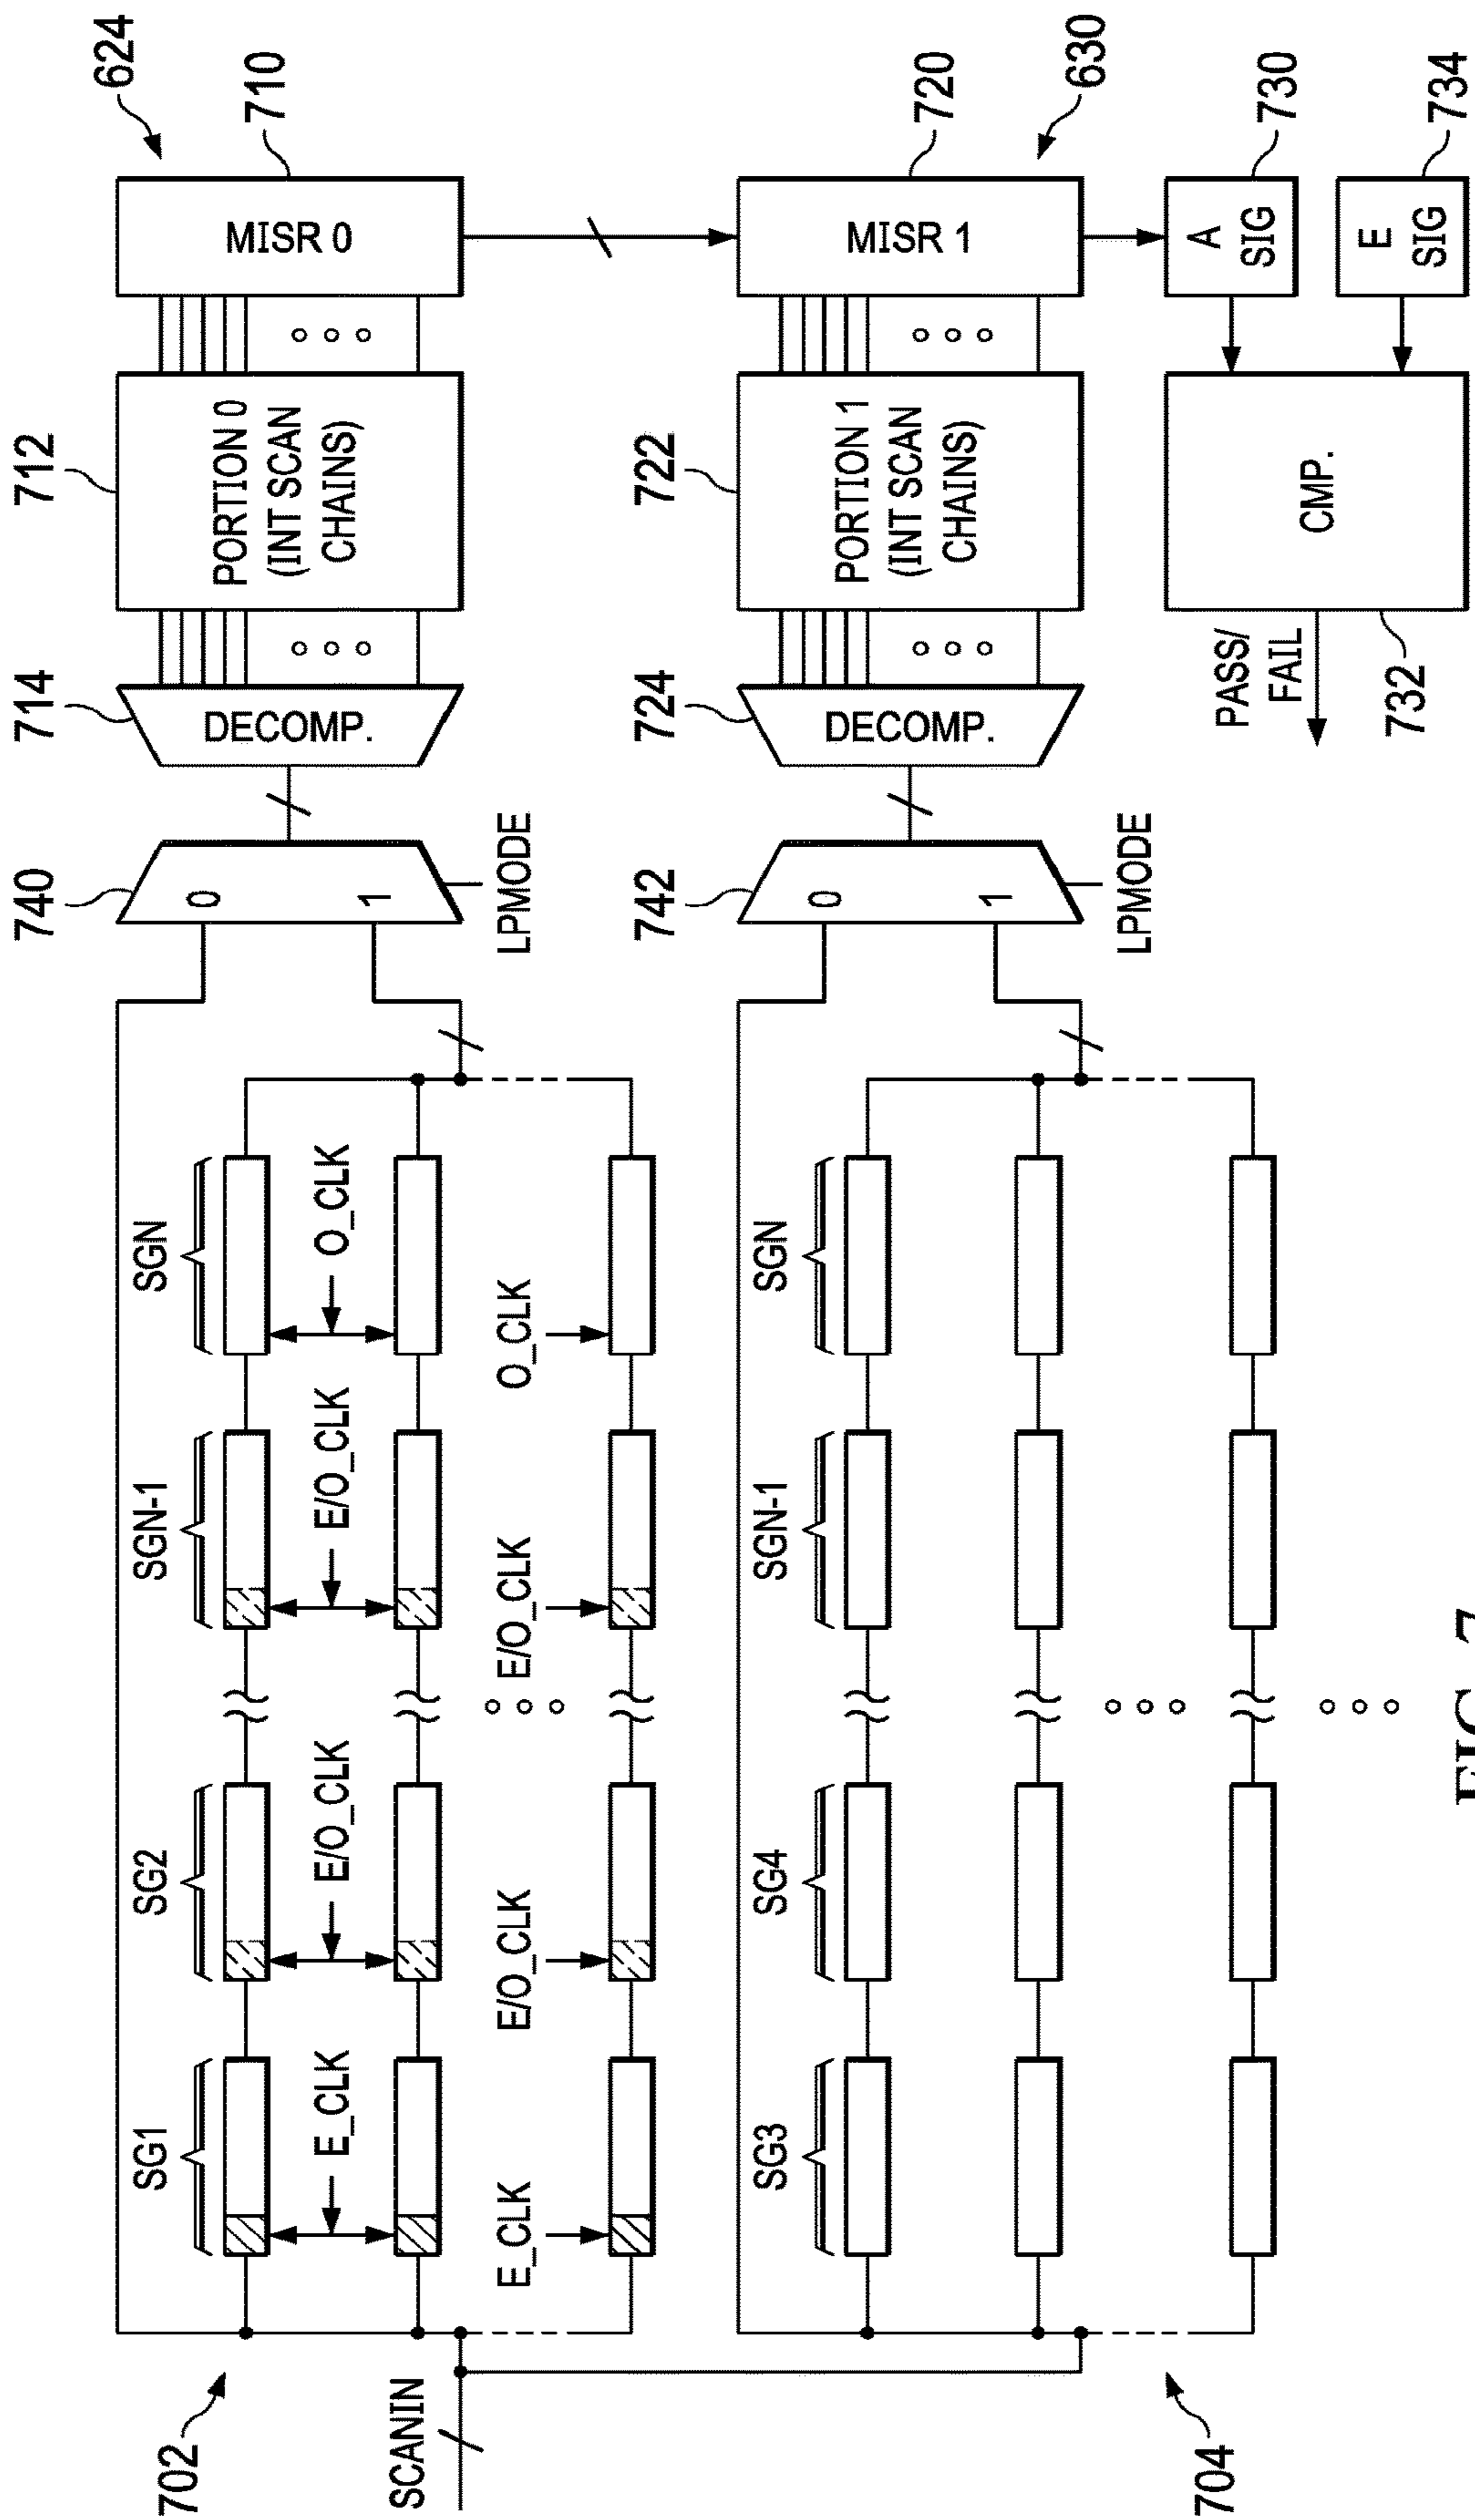 624
702
SG1
SG2
SGN-1
SGN
740
714
712
710
E_CLK
E/O_CLK
E/O_CLK
O_CLK
0
1
DECOMP.
PORTION 0
(INT SCAN
CHAINS)
MISR 0
SCANIN
E_CLK
E/O_CLK
E/O_CLK
O_CLK
LPMODE
704
SG3
SG4
SGN-1
SGN
742
724
722
720
0
1
DECOMP.
PORTION 1
(INT SCAN
CHAINS)
MISR 1
630
LPMODE
PASS/
FAIL
732
CMP.
A
SIG
730
E
SIG
734